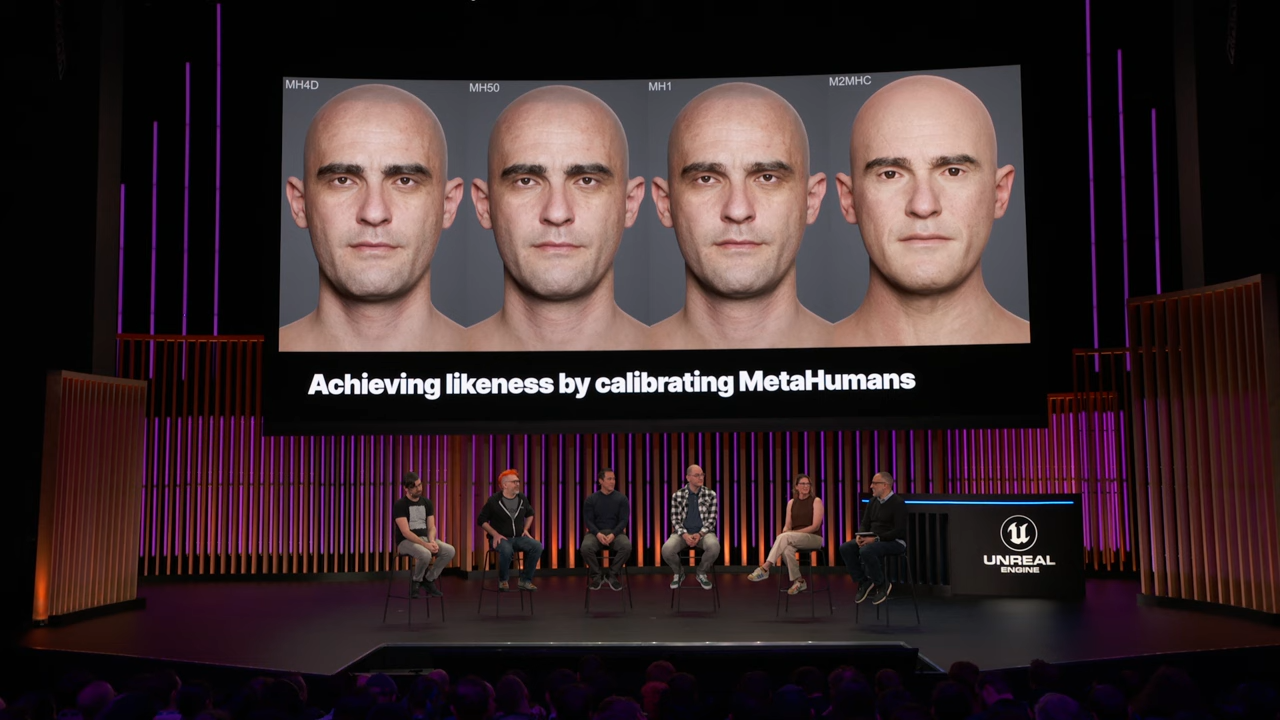 MH4D
MH50
MH1
M2MHC
Achieving likeness by calibrating MetaHumans
UNREAL
ENGINE